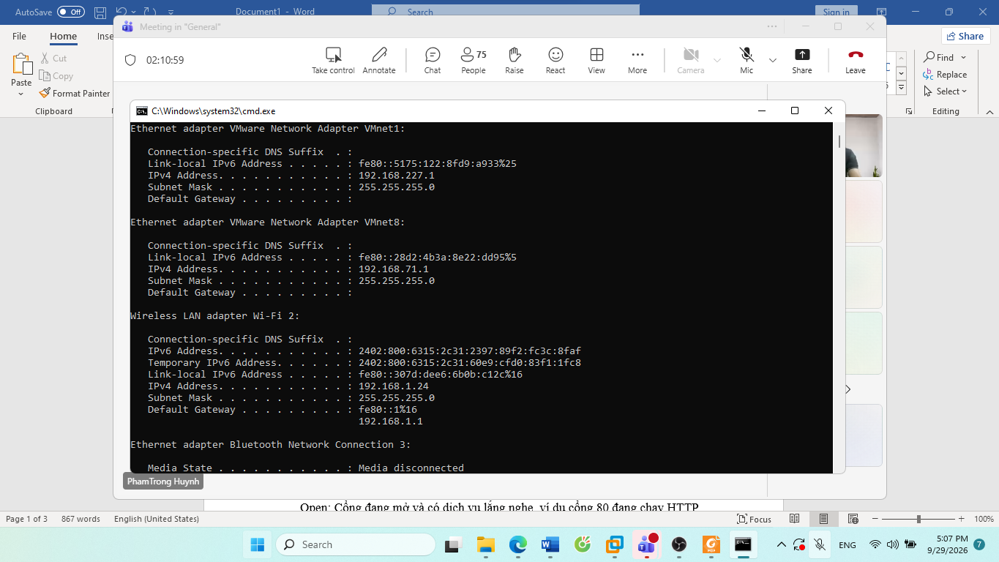 AutoSave Off Document1 - Word Search Sign in
Meeting in "General"
File Home Inse Share
02:10:59 Take control Annotate Chat 75 People Raise React View More Camera Mic Share Leave
Paste Cut
Copy
Format Painter
Clipboard
Find
Replace
Select
Editing
C:\Windows\system32\cmd.exe
Ethernet adapter VMware Network Adapter VMnet1:
Connection-specific DNS Suffix . :
Link-local IPv6 Address . . . . . : fe80::5175:122:8fd9:a933%25
IPv4 Address. . . . . . . . . . . : 192.168.227.1
Subnet Mask . . . . . . . . . . . : 255.255.255.0
Default Gateway . . . . . . . . . :
Ethernet adapter VMware Network Adapter VMnet8:
Connection-specific DNS Suffix . :
Link-local IPv6 Address . . . . . : fe80::28d2:4b3a:8e22:dd95%5
IPv4 Address. . . . . . . . . . . : 192.168.71.1
Subnet Mask . . . . . . . . . . . : 255.255.255.0
Default Gateway . . . . . . . . . :
Wireless LAN adapter Wi-Fi 2:
Connection-specific DNS Suffix . :
IPv6 Address. . . . . . . . . . . : 2402:800:6315:2c31:2397:89f2:fc3c:8faf
Temporary IPv6 Address. . . . . . : 2402:800:6315:2c31:60e9:cfd0:83f1:1fc8
Link-local IPv6 Address . . . . . : fe80::307d:dee6:6b0b:c12c%16
IPv4 Address. . . . . . . . . . . : 192.168.1.24
Subnet Mask . . . . . . . . . . . : 255.255.255.0
Default Gateway . . . . . . . . . : fe80::1%16
192.168.1.1
Ethernet adapter Bluetooth Network Connection 3:
Media State . . . . . . . . . . . : Media disconnected
PhamTrong Huynh
Open: Cổng đang mở và có dịch vụ lắng nghe, ví dụ cổng 80 đang chạy HTTP
Page 1 of 3 867 words English (United States) Focus 100%
Search ENG 5:07 PM
9/29/2026 7